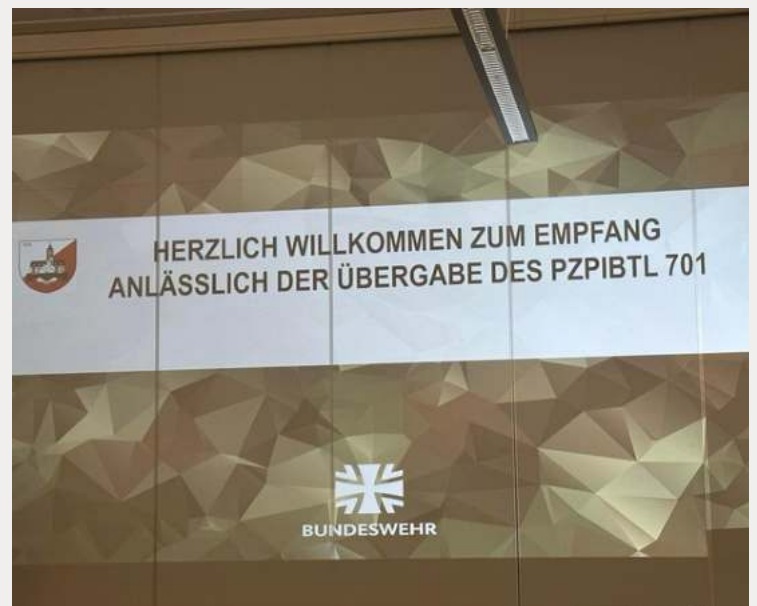 HERZLICH WILLKOMMEN ZUM EMPFANG
ANLÄSSLICH DER ÜBERGABE DES PZPIBTL 701
BUNDESWEHR